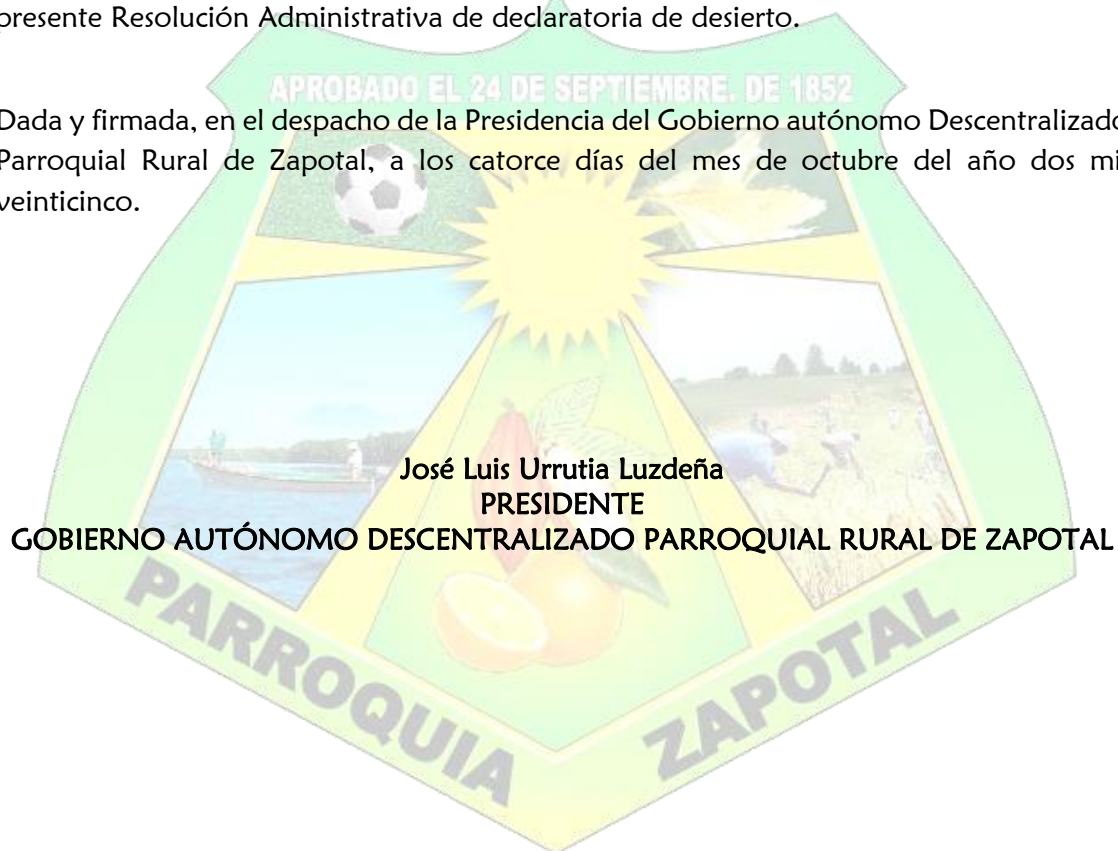 presente Resolución Administrativa de declaratoria de desierto.
APROBADO EL 24 DE SEPTIEMBRE. DE 1852
Dada y firmada, en el despacho de la Presidencia del Gobierno autónomo Descentralizado
Parroquial Rural de Zapotal, a los catorce días del mes de octubre del año dos mi
veinticinco.
José Luis Urrutia Luzdeña
PRESIDENTE
GOBIERNO AUTÓNOMO DESCENTRALIZADO PARROQUIAL RURAL DE ZAPOTAL
PARROQUIA ZAPOTAL